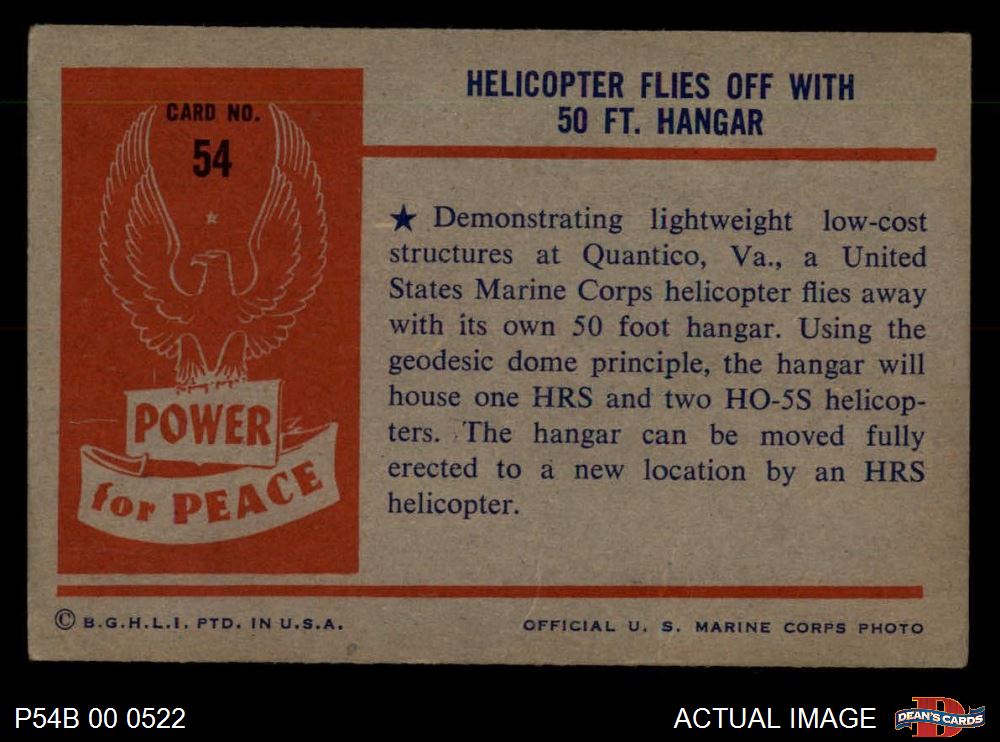 CARD NO.
54
POWER
for PEACE
HELICOPTER FLIES OFF WITH
50 FT. HANGAR
★ Demonstrating lightweight low-cost
structures at Quantico, Va., a United
States Marine Corps helicopter flies away
with its own 50 foot hangar. Using the
geodesic dome principle, the hangar will
house one HRS and two HO-5S helicop-
ters. The hangar can be moved fully
erected to a new location by an HRS
helicopter.
© B.G.H.L.I. PTD. IN U.S.A.
OFFICIAL U. S. MARINE CORPS PHOTO
P54B 00 0522
ACTUAL IMAGE
D
DEAN'S CARDS